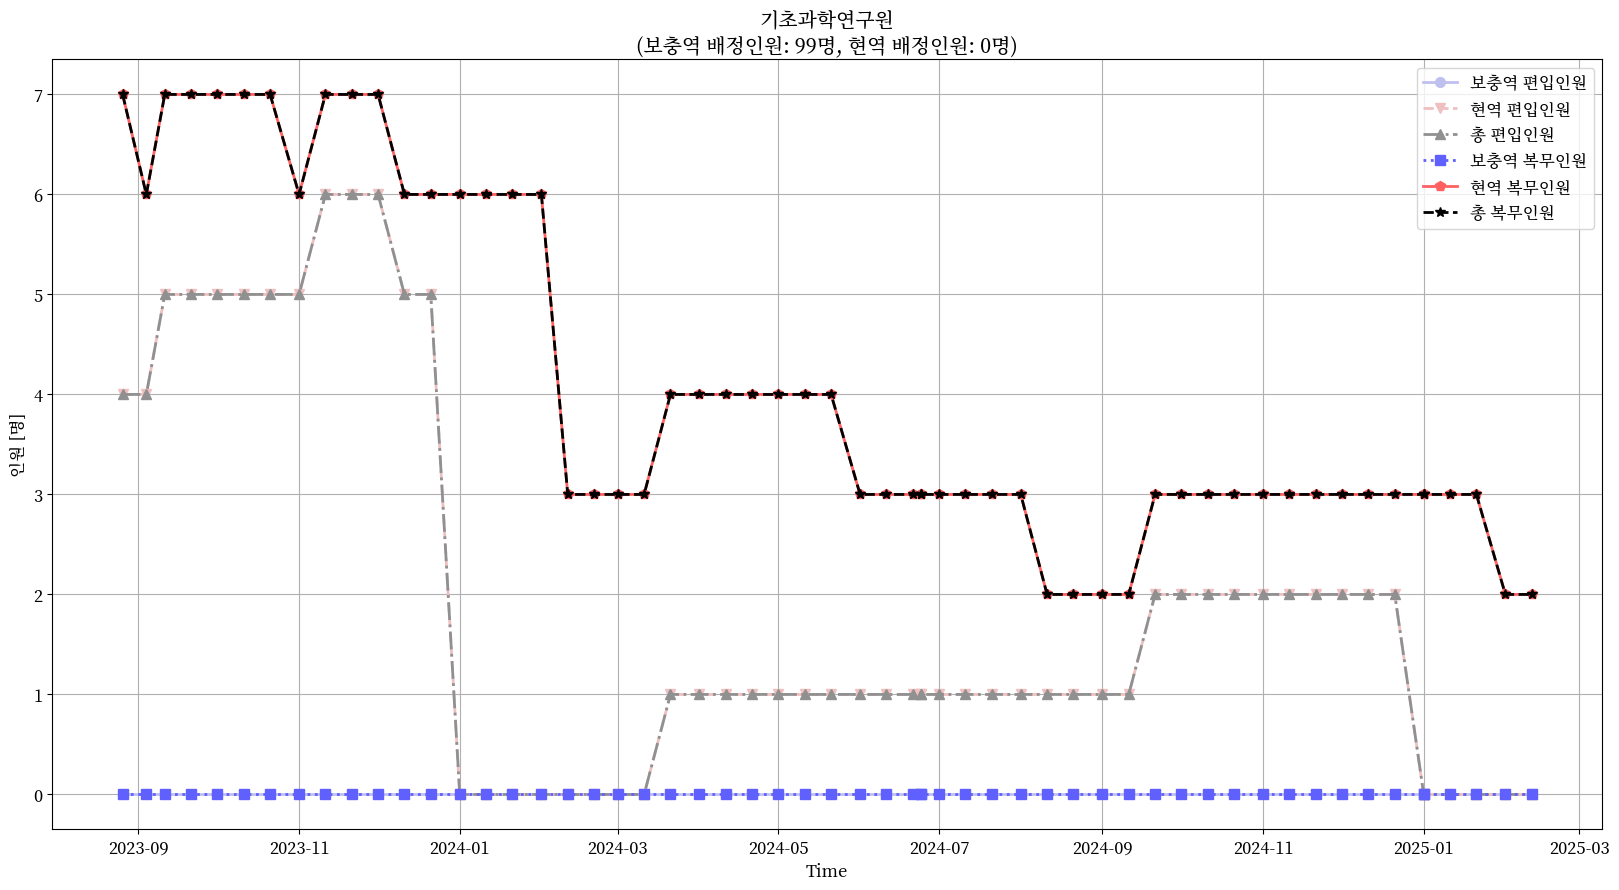 기초과학연구원
(보충역 배정인원: 99명, 현역 배정인원: 0명)
보충역 편입인원
현역 편입인원
총 편입인원
보충역 복무인원
현역 복무인원
총 복무인원
인원 [명]
7
6
5
4
3
2
1
0
2023-09
2023-11
2024-01
2024-03
2024-05
2024-07
2024-09
2024-11
2025-01
2025-03
Time